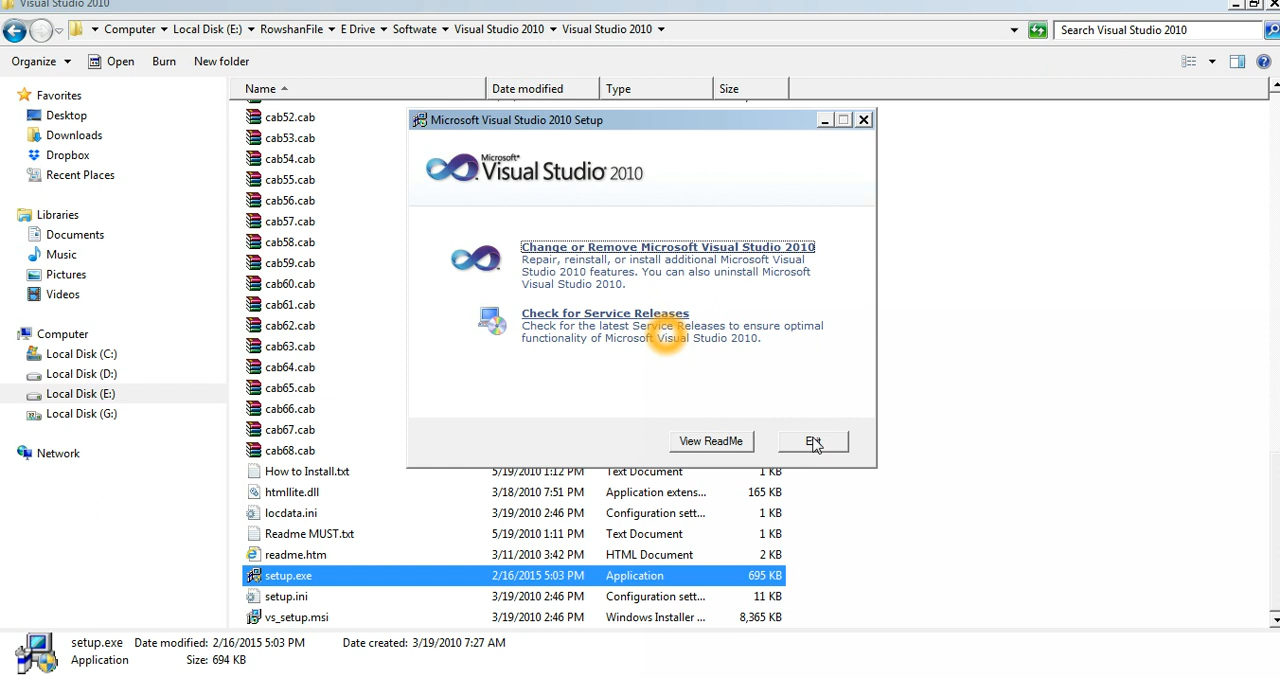 Visual Studio 2010
Computer Local Disk (E:) RowshanFile E Drive Softwate Visual Studio 2010 Visual Studio 2010
Search Visual Studio 2010
Organize Open Burn New folder
Name Date modified Type Size
Favorites
Desktop
Downloads
Dropbox
Recent Places
Libraries
Documents
Music
Pictures
Videos
Computer
Local Disk (C:)
Local Disk (D:)
Local Disk (E:)
Local Disk (G:)
Network
cab52.cab
cab53.cab
cab54.cab
cab55.cab
cab56.cab
cab57.cab
cab58.cab
cab59.cab
cab60.cab
cab61.cab
cab62.cab
cab63.cab
cab64.cab
cab65.cab
cab66.cab
cab67.cab
cab68.cab
How to Install.txt 5/19/2010 1:12 PM Text Document 1 KB
htmllite.dll 3/18/2010 7:51 PM Application extens... 165 KB
locdata.ini 3/19/2010 2:46 PM Configuration sett... 1 KB
Readme MUST.txt 5/19/2010 1:11 PM Text Document 1 KB
readme.htm 3/11/2010 3:42 PM HTML Document 2 KB
setup.exe 2/16/2015 5:03 PM Application 695 KB
setup.ini 3/19/2010 2:46 PM Configuration sett... 11 KB
vs_setup.msi 3/19/2010 2:46 PM Windows Installer ... 8,365 KB
Microsoft Visual Studio 2010 Setup
Microsoft Visual Studio 2010
Change or Remove Microsoft Visual Studio 2010
Repair, reinstall, or install additional Microsoft Visual
Studio 2010 features. You can also uninstall Microsoft
Visual Studio 2010.
Check for Service Releases
Check for the latest Service Releases to ensure optimal
functionality of Microsoft Visual Studio 2010.
View ReadMe
setup.exe Date modified: 2/16/2015 5:03 PM Date created: 3/19/2010 7:27 AM
Application Size: 694 KB